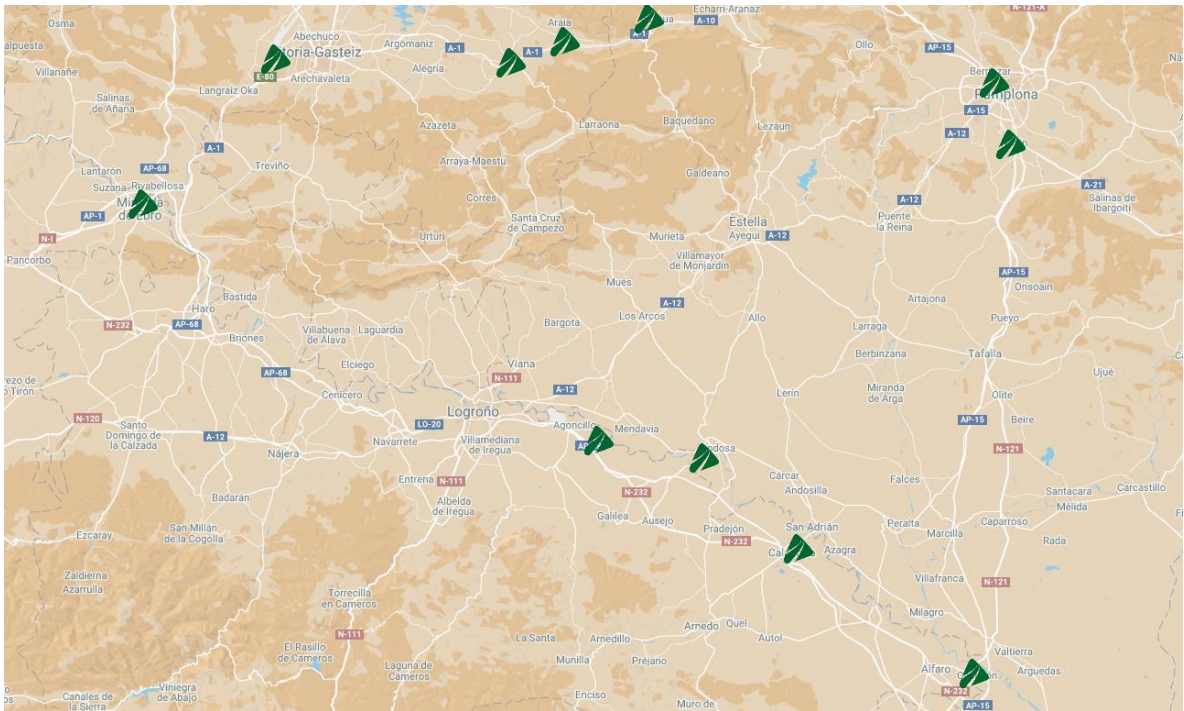 Osma
Abechuco
Araia
Echarri-Aranaz
N-121-A
A-10
A-1
Argómaniz
A-1
A-1
Ollo
AP-15
Villanañe
E-80
Arechavaleta
Alegría
Pamplona
Langraiz Oka
Salinas
de Añana
A-15
Azazeta
Larraona
Baquedano
Lezaun
A-12
A-1
Arraya-Maestu
Lantarón
AP-68
Treviño
Galdeano
A-21
Suzana
Rivabellosa
Corres
A-12
Salinas de
Ibargoiti
AP-1
Santa Cruz
de Campezo
Estella
Puente
la Reina
N-I
Urturi
Murieta
Ayegui
A-12
Pancorbo
Villamayor
de Monjardin
AP-15
Mues
Orisoain
Bastida
Artajona
Haro
A-12
N-232
AP-68
Villabuena
de Álava
Laguardia
Bargota
Los Arcos
Allo
Pueyo
Larraga
Briones
Berbinzana
Tafalla
Elciego
Viana
Ujué
AP-68
N-111
A-12
Lerín
Miranda
de Arga
Olite
Cenicero
Logroño
N-120
Santo
Domingo de
la Calzada
LO-20
Agoncillo
Mendavia
AP-15
Beire
A-12
Navarrete
Villamediana
de Iregua
Nájera
N-121
Entrena
N-111
Cárcar
Falces
Badarán
Albelda
de Iregua
N-232
Andosilla
Santacara
Carcastillo
Mélida
Galilea
Ausejo
Peralta
Caparroso
Ezcaray
San Millán
de la Cogolla
Pradejón
San Adrián
Marcilla
N-232
Rada
Azagra
Zaldierna
Azarrulla
Villafranca
N-121
Torrecilla
en Cameros
Milagro
Arnedo
Quel
N-111
La Santa
Arnedillo
Autol
El Rasillo
de Cameros
Valtierra
Munilla
Préjano
Laguna de
Cameros
Alfaro
Arguedas
Viniegra
de Abajo
Enciso
N-232
Canales de
la Sierra
Muro de
AP-15